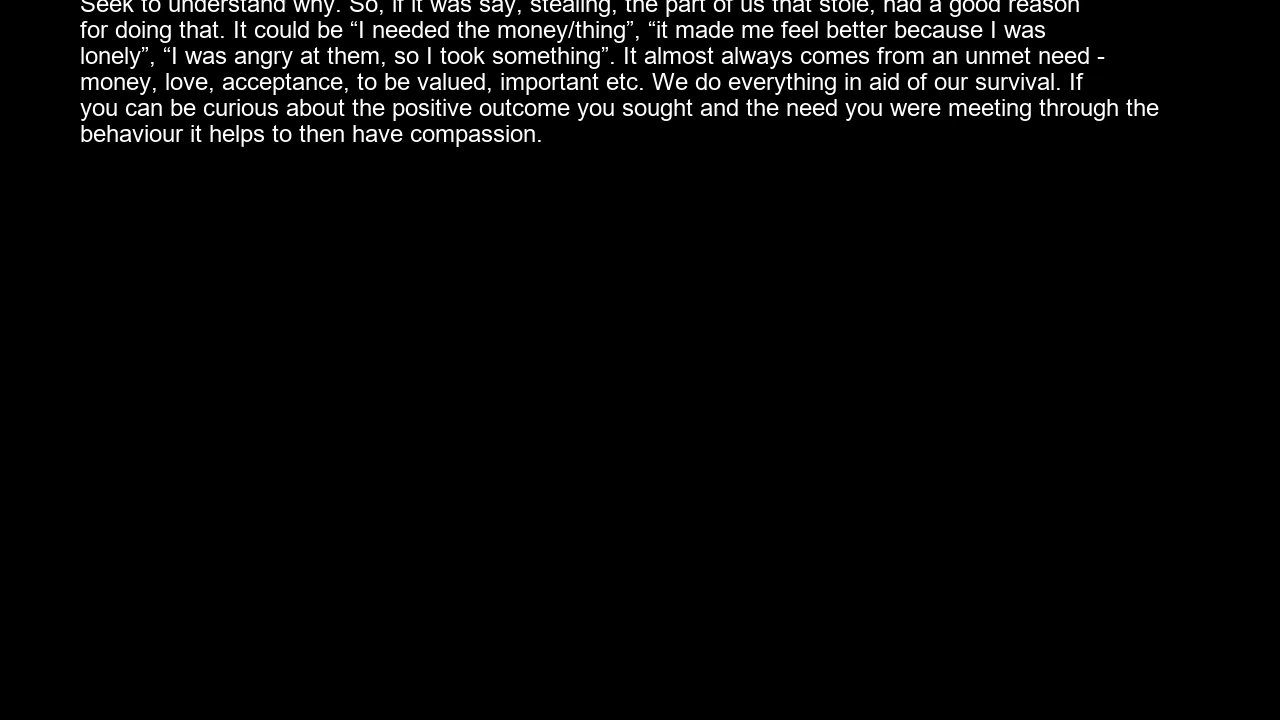 Seek to understand why. So, if it was say, stealing, the part of us that stole, had a good reason
for doing that. It could be “I needed the money/thing”, “it made me feel better because I was
lonely”, “I was angry at them, so I took something”. It almost always comes from an unmet need -
money, love, acceptance, to be valued, important etc. We do everything in aid of our survival. If
you can be curious about the positive outcome you sought and the need you were meeting through the
behaviour it helps to then have compassion.